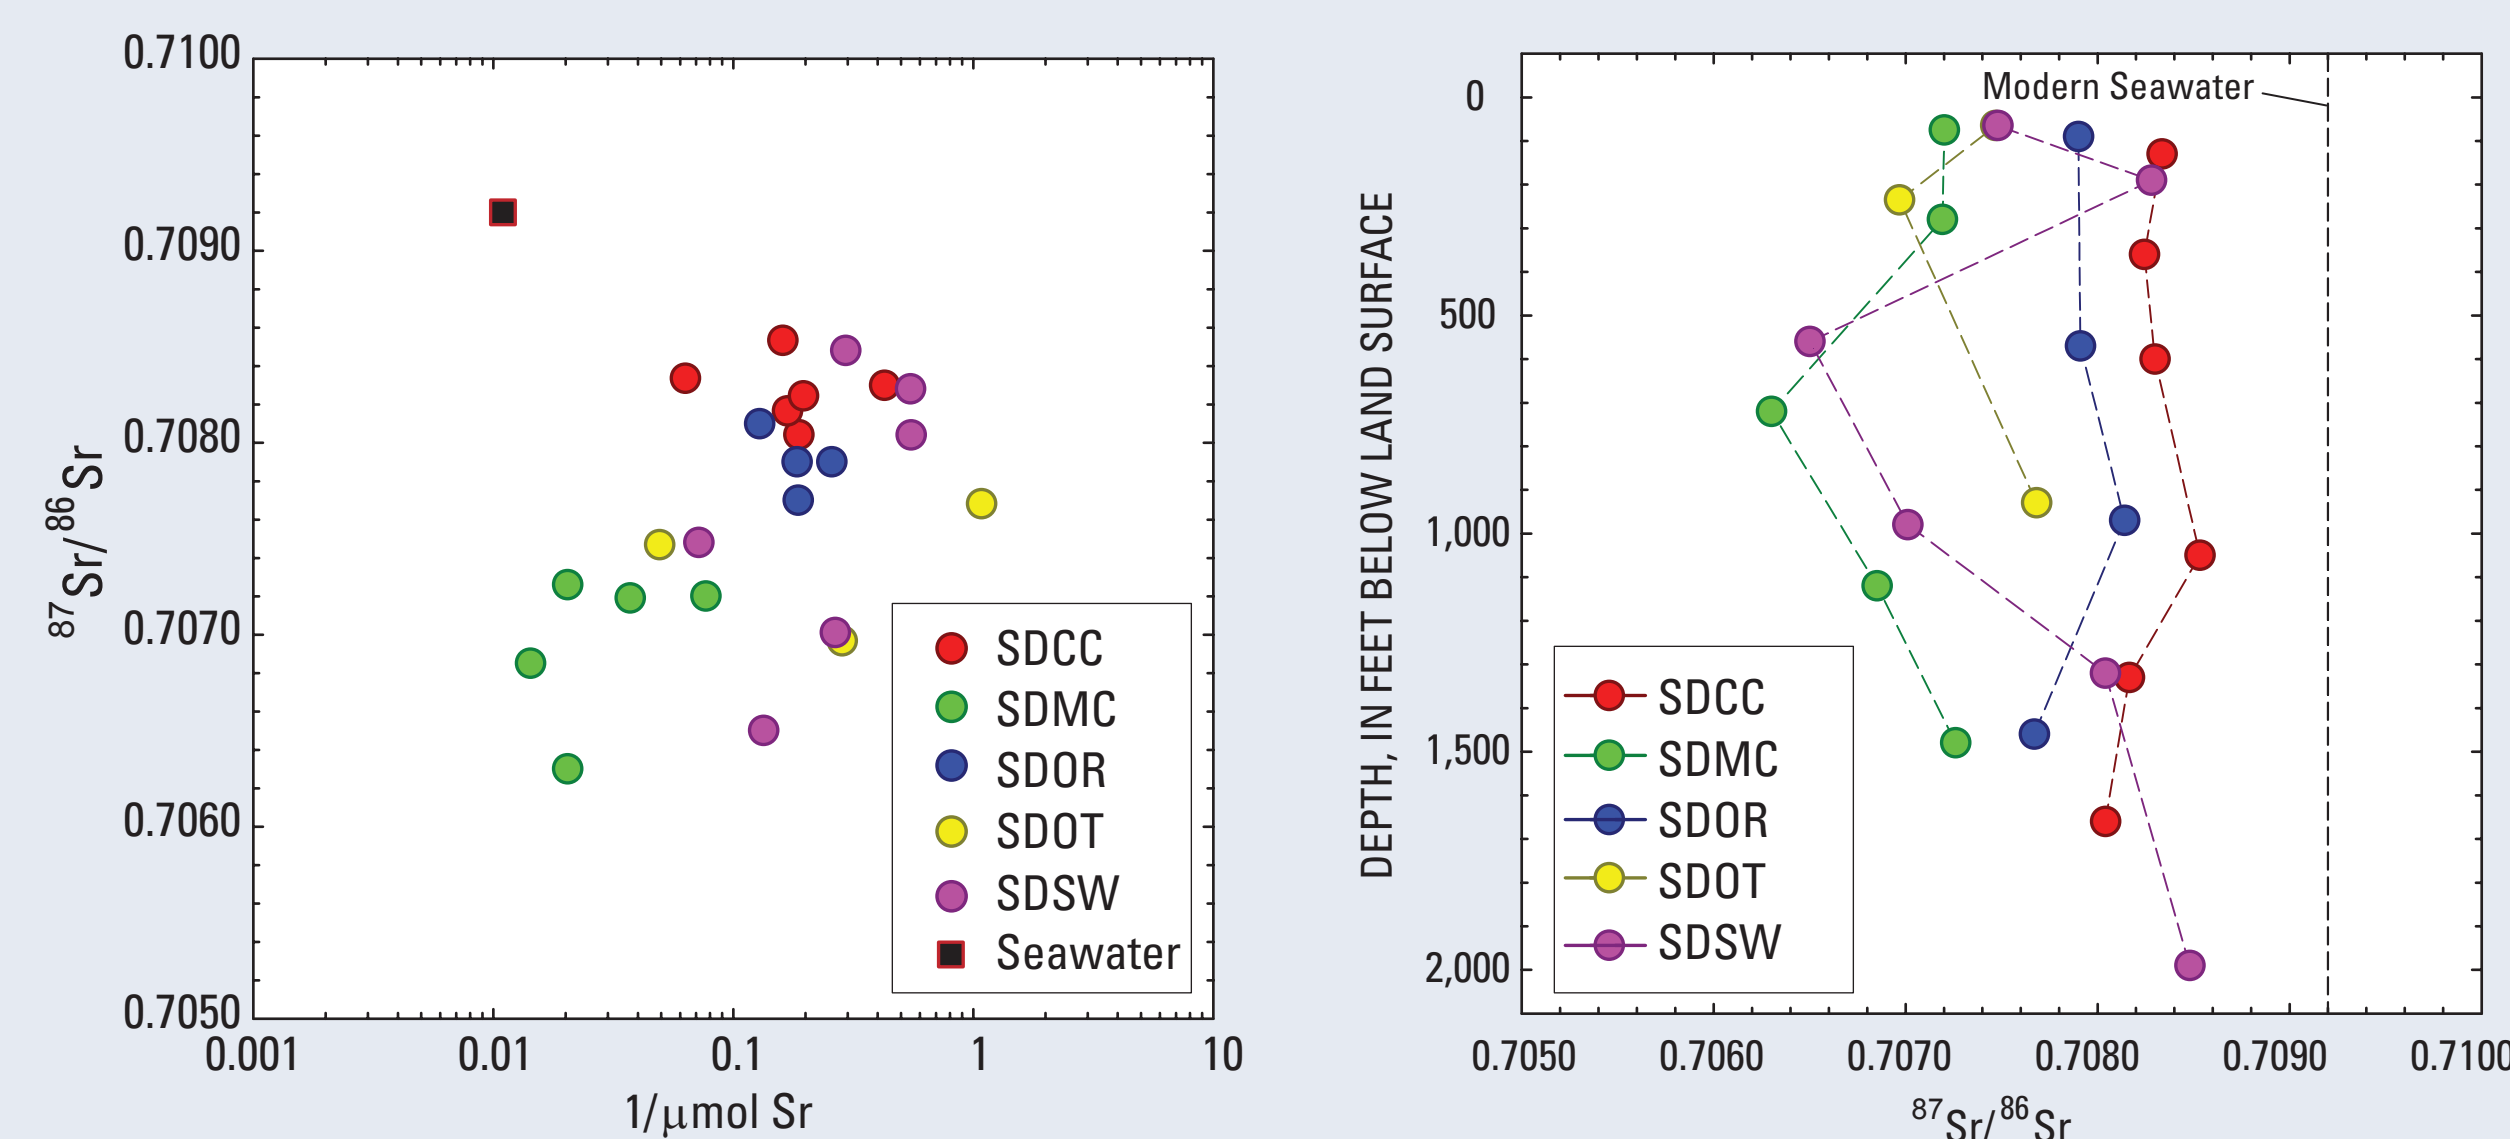 0.7100
0.7090
0.7080
0.7070
0.7060
0.7050
87Sr/86Sr
0.001
0.01
0.1
1
10
1/µmol Sr
SDCC
SDMC
SDOR
SDOT
SDSW
Seawater
DEPTH, IN FEET BELOW LAND SURFACE
0
500
1,000
1,500
2,000
Modern Seawater
SDCC
SDMC
SDOR
SDOT
SDSW
0.7050
0.7060
0.7070
0.7080
0.7090
0.7100
87Sr/86Sr